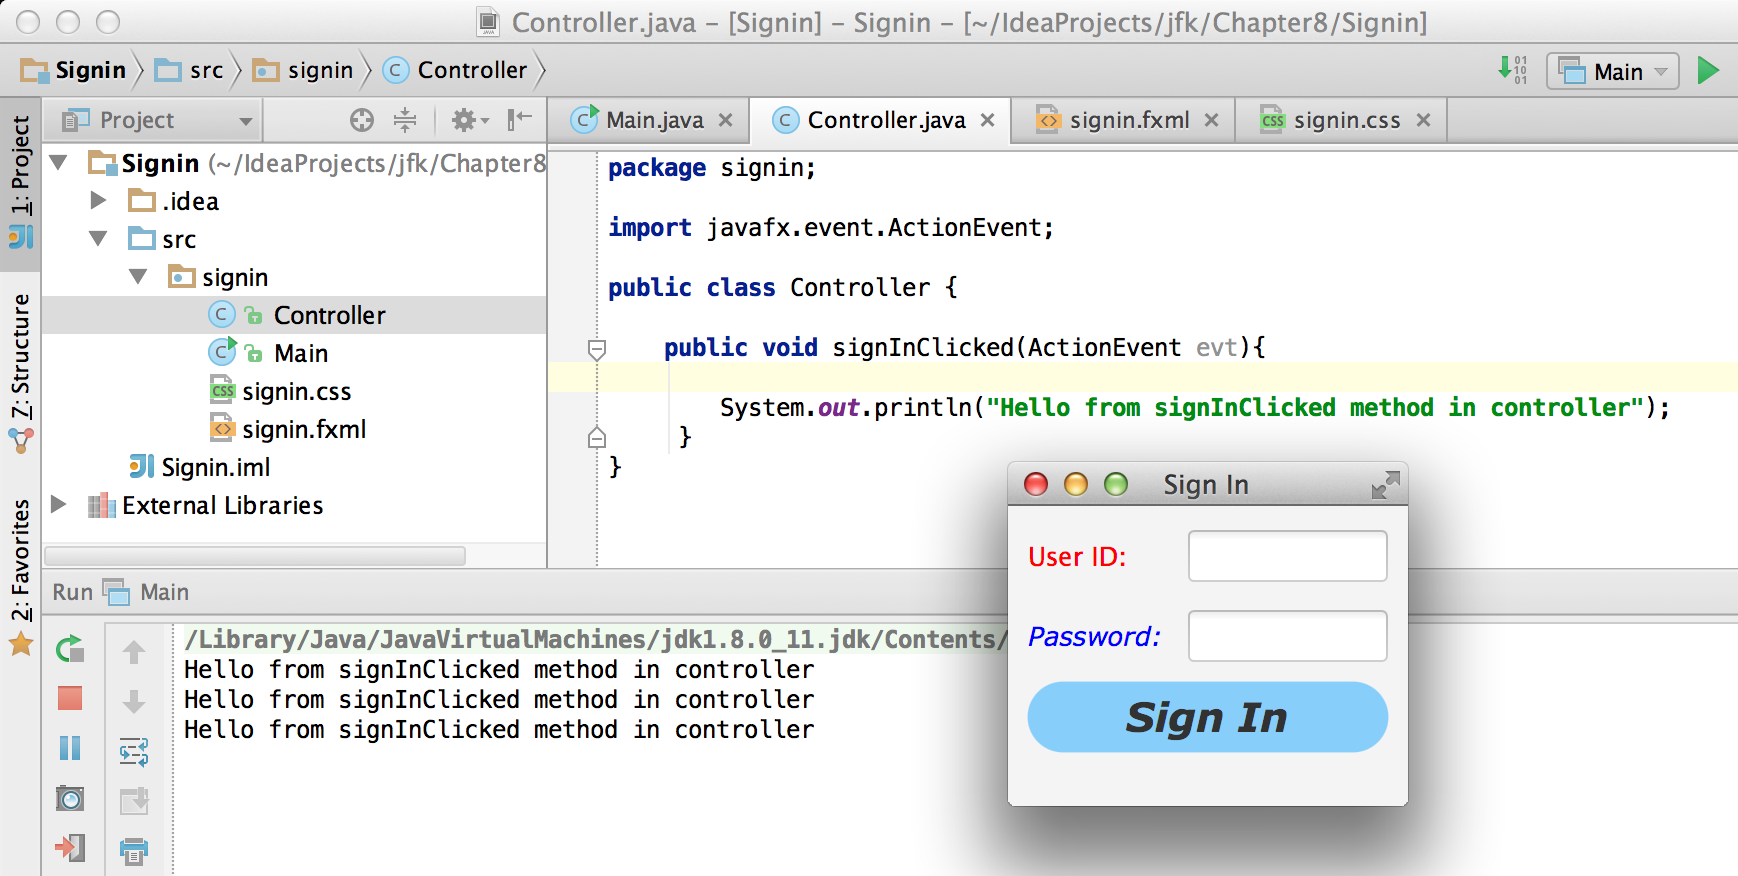 Controller.java – [Signin] – Signin – [~/IdeaProjects/jfk/Chapter8/Signin]
Signin src signin C Controller
01
10
01
Main
1: Project
7: Structure
2: Favorites
Project
Signin (~/IdeaProjects/jfk/Chapter8
.idea
src
signin
C Controller
C Main
CSS signin.css
<> signin.fxml
Signin.iml
External Libraries
C Main.java × C Controller.java × <> signin.fxml × CSS signin.css ×
package signin;
import javafx.event.ActionEvent;
public class Controller {
public void signInClicked(ActionEvent evt){
System.out.println("Hello from signInClicked method in controller");
}
}
Run Main
/Library/Java/JavaVirtualMachines/jdk1.8.0_11.jdk/Contents/
Hello from signInClicked method in controller
Hello from signInClicked method in controller
Hello from signInClicked method in controller
Sign In
User ID:
Password:
Sign In